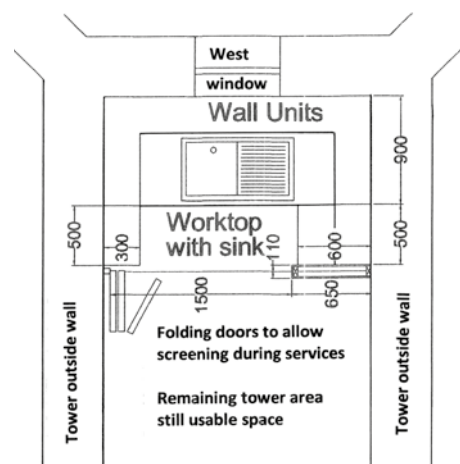 West
window
Wall Units
900
500
300
Worktop
with sink
110
600
500
1500
650
Folding doors to allow
screening during services
Remaining tower area
still usable space
Tower outside wall
Tower outside wall